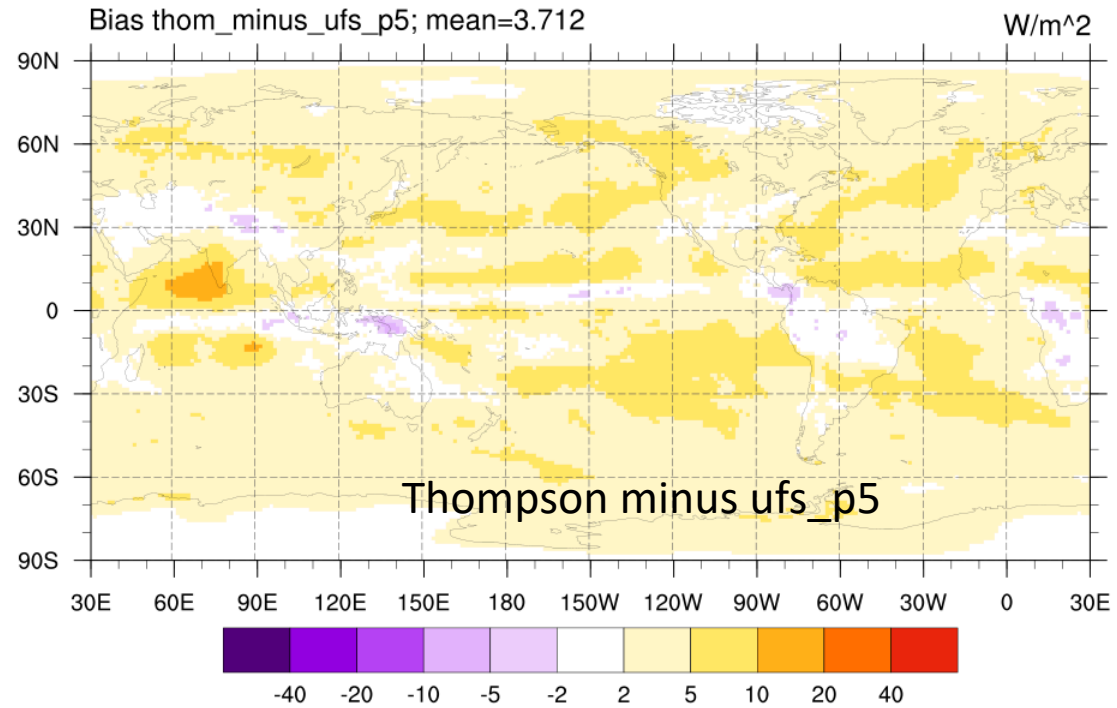 Bias thom_minus_ufs_p5; mean=3.712 W/m^2
90N
60N
30N
0
30S
60S
90S
Thompson minus ufs_p5
30E 60E 90E 120E 150E 180 150W 120W 90W 60W 30W 0 30E
-40 -20 -10 -5 -2 2 5 10 20 40